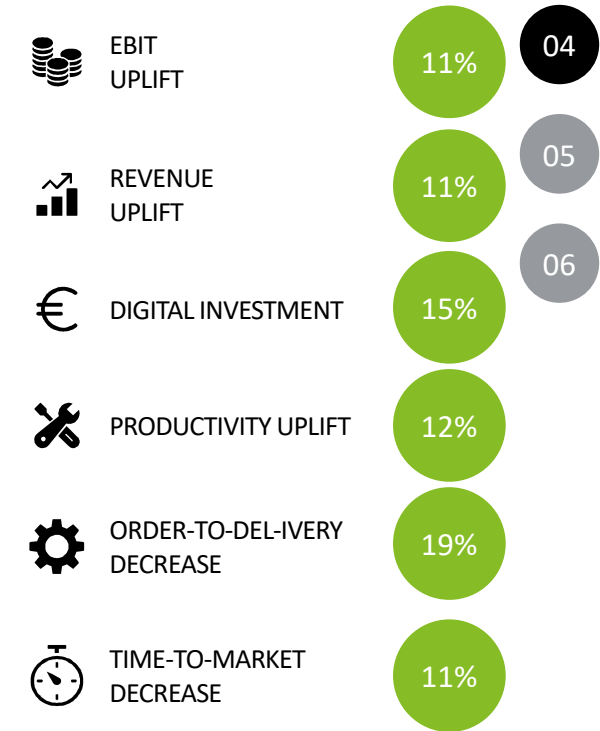 EBIT
UPLIFT
11%
04
05
REVENUE
UPLIFT
11%
06
€ DIGITAL INVESTMENT
15%
PRODUCTIVITY UPLIFT
12%
ORDER-TO-DEL-IVERY
DECREASE
19%
TIME-TO-MARKET
DECREASE
11%